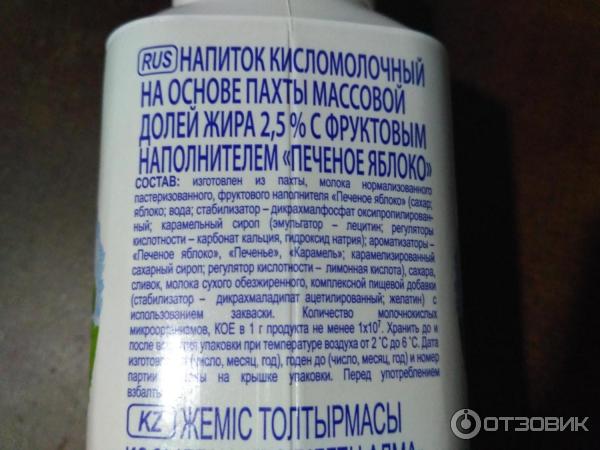 RUS НАПИТОК КИСЛОМОЛОЧНЫЙ
НА ОСНОВЕ ПАХТЫ МАССОВОЙ
ДОЛЕЙ ЖИРА 2,5 % С ФРУКТОВЫМ
НАПОЛНИТЕЛЕМ «ПЕЧЕНОЕ ЯБЛОКО»
СОСТАВ: изготовлен из пахты, молока нормализованного
пастеризованного, фруктового наполнителя «Печеное яблоко» (сахар;
яблоко; вода; стабилизатор – дикрахмалфосфат оксипропилирован-
ный; карамельный сироп (эмульгатор – лецитин; регуляторы
кислотности – карбонат кальция, гидроксид натрия); ароматизаторы –
«Печеное яблоко», «Печенье», «Карамель»; карамелизированный
сахарный сироп; регулятор кислотности – лимонная кислота), сахара,
сливок, молока сухого обезжиренного, комплексной пищевой добавки
(стабилизатор – дикрахмаладипат ацетилированный; желатин) с
использованием закваски. Количество молочнокислых
микроорганизмов, КОЕ в 1 г продукта не менее 1х10⁷. Хранить до и
после упаковки при температуре воздуха от 2 ˚С до 6 ˚С. Дата
(число, месяц, год), годен до (число, месяц, год) и номер
партии на крышке упаковки. Перед употреблением
KZ ЖЕМІС ТОЛТЫРМАСЫ
ОТЗОВИК